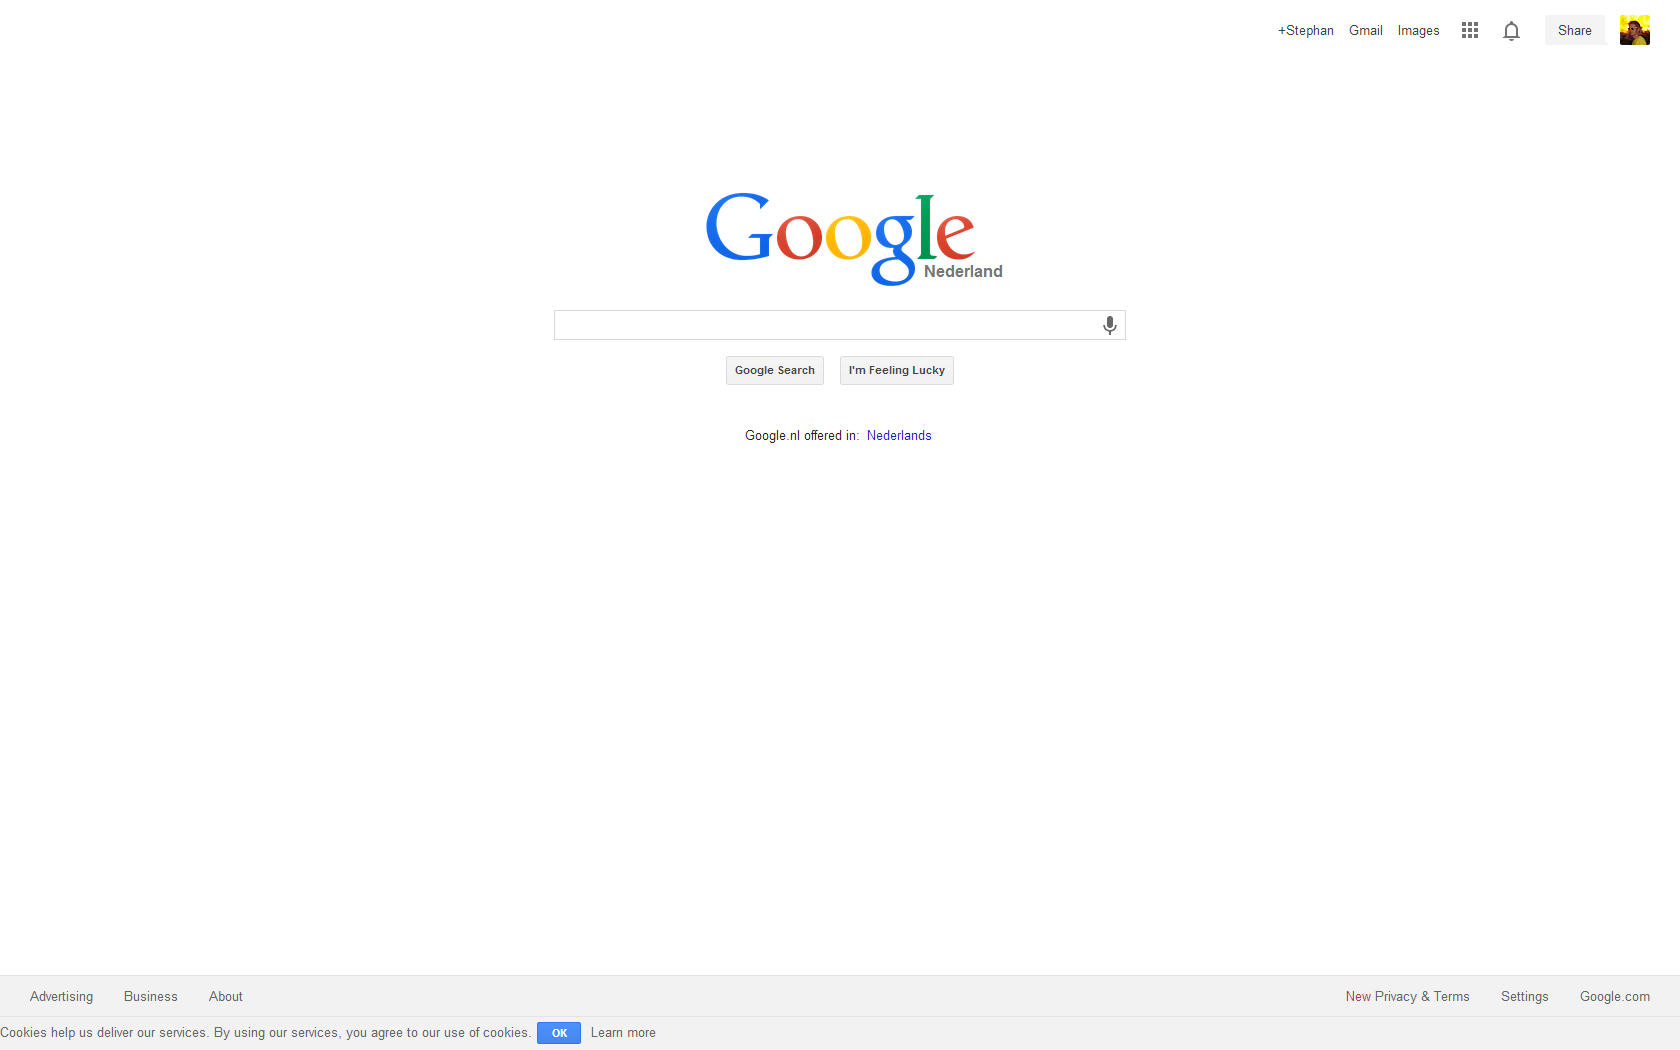 +Stephan Gmail Images Share
Google
Nederland
Google Search I'm Feeling Lucky
Google.nl offered in: Nederlands
Advertising Business About New Privacy & Terms Settings Google.com
Cookies help us deliver our services. By using our services, you agree to our use of cookies. OK Learn more